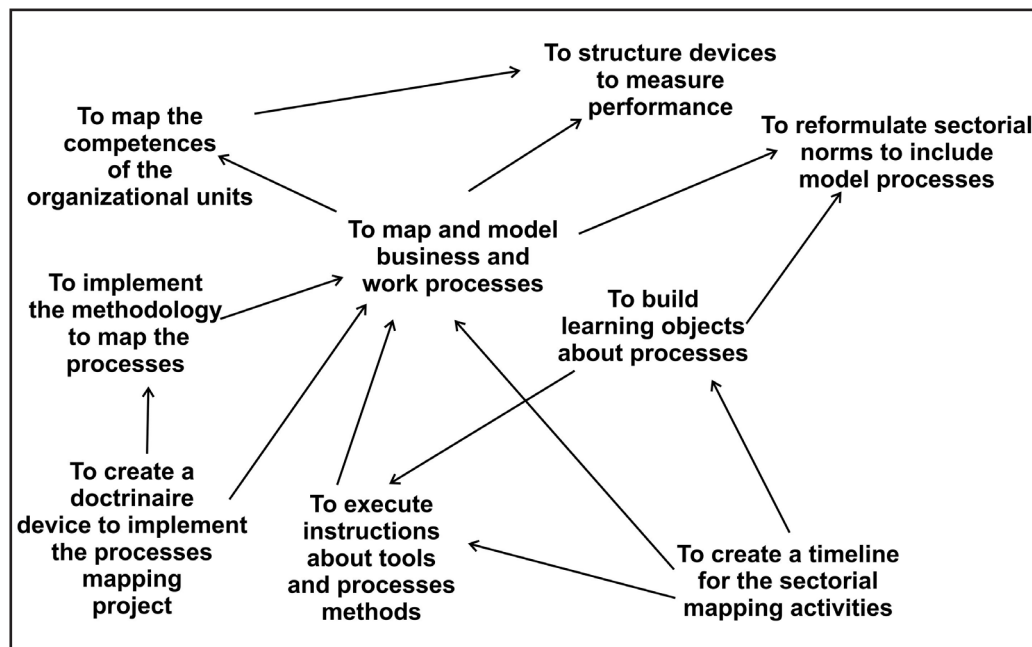 To structure devices
to measure
performance
To map the
competences
of the
organizational units
To reformulate sectorial
norms to include
model processes
To map and model
business and
work processes
To implement
the methodology
to map the
processes
To build
learning objects
about processes
To create a
doctrinaire
device to implement
the processes
mapping
project
To execute
instructions
about tools
and processes
methods
To create a timeline
for the sectorial
mapping activities